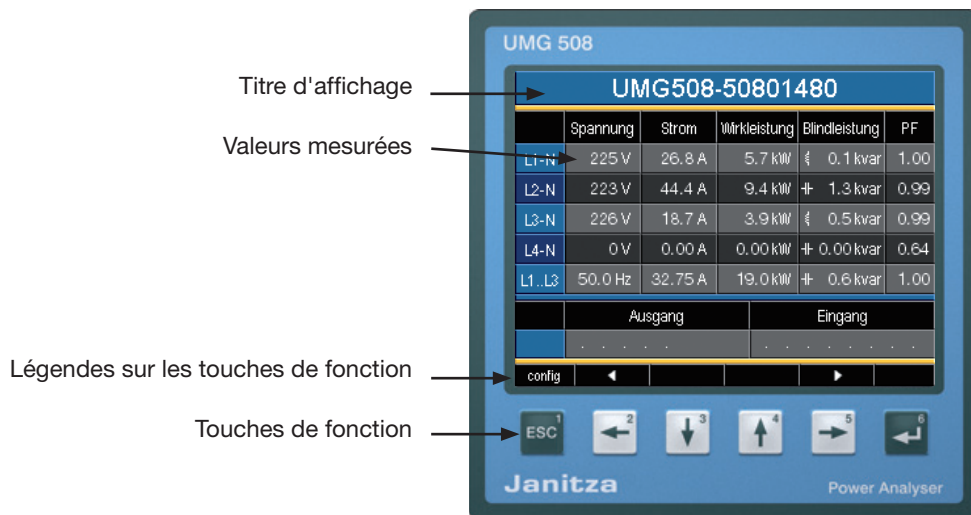 UMG 508
Titre d'affichage
UMG508-50801480
Spannung Strom Wirkleistung Blindleistung PF
Valeurs mesurées
L1-N 225 V 26.8 A 5.7 kW 0.1 kvar 1.00
L2-N 223 V 44.4 A 9.4 kW 1.3 kvar 0.99
L3-N 226 V 18.7 A 3.9 kW 0.5 kvar 0.99
L4-N 0 V 0.00 A 0.00 kW 0.00 kvar 0.64
L1..L3 50.0 Hz 32.75 A 19.0 kW 0.6 kvar 1.00
Ausgang Eingang
. . . . . . . . . . . . .
Légendes sur les touches de fonction
config
Touches de fonction
ESC 1 2 3 4 5 6
Janitza Power Analyser